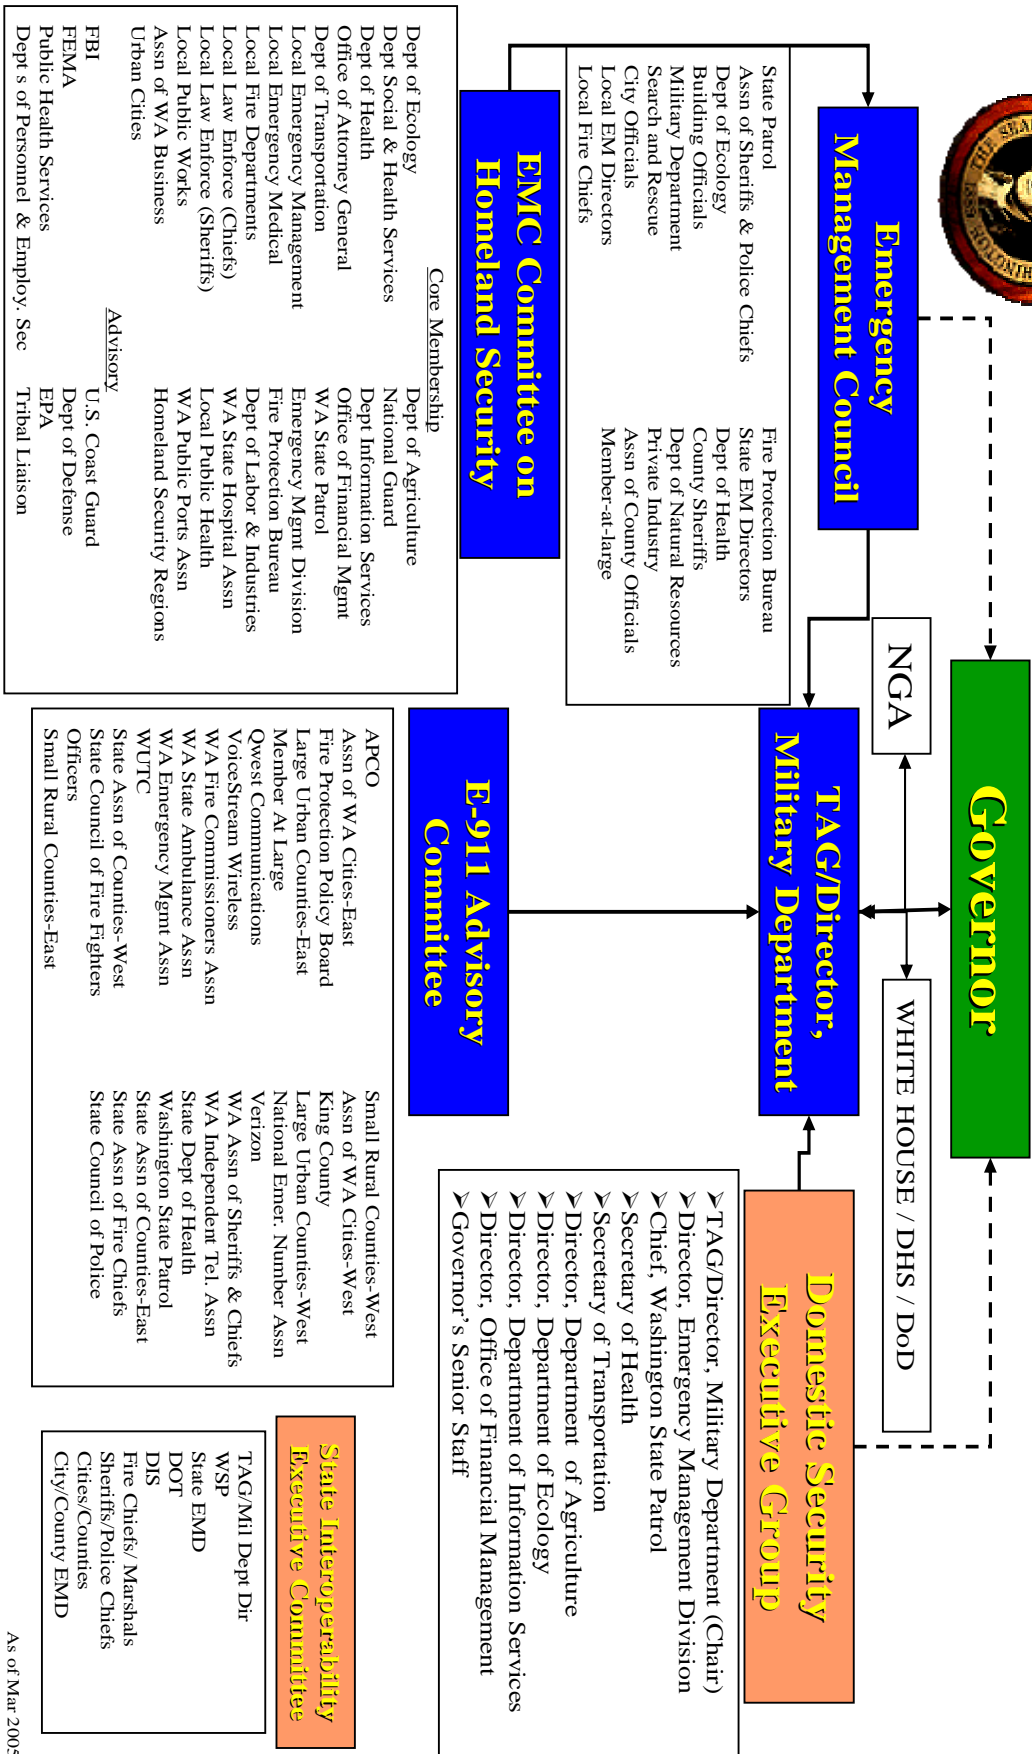 THE SEAL
WASHINGTON
Governor
NGA
WHITE HOUSE / DHS / DoD
Emergency
Management Council
State Patrol
Assn of Sheriffs & Police Chiefs
Dept of Ecology
Building Officials
Military Department
Search and Rescue
City Officials
Local EM Directors
Local Fire Chiefs
Fire Protection Bureau
State EM Directors
Dept of Health
County Sheriffs
Dept of Natural Resources
Private Industry
Assn of County Officials
Member-at-large
TAG/Director,
Military Department
Domestic Security
Executive Group
➢TAG/Director, Military Department (Chair)
➢Director, Emergency Management Division
➢Chief, Washington State Patrol
➢Secretary of Health
➢Secretary of Transportation
➢Director, Department of Agriculture
➢Director, Department of Ecology
➢Director, Department of Information Services
➢Director, Office of Financial Management
➢Governor's Senior Staff
EMC Committee on
Homeland Security
Core Membership
Dept of Ecology
Dept Social & Health Services
Dept of Health
Office of Attorney General
Dept of Transportation
Local Emergency Management
Local Emergency Medical
Local Fire Departments
Local Law Enforce (Chiefs)
Local Law Enforce (Sheriffs)
Local Public Works
Assn of WA Business
Urban Cities
Dept of Agriculture
National Guard
Dept Information Services
Office of Financial Mgmt
WA State Patrol
Emergency Mgmt Division
Fire Protection Bureau
Dept of Labor & Industries
WA State Hospital Assn
Local Public Health
WA Public Ports Assn
Homeland Security Regions
Advisory
FBI
FEMA
Public Health Services
Dept s of Personnel & Employ. Sec
U.S. Coast Guard
Dept of Defense
EPA
Tribal Liaison
E-911 Advisory
Committee
APCO
Assn of WA Cities-East
Fire Protection Policy Board
Large Urban Counties-East
Member At Large
Qwest Communications
VoiceStream Wireless
WA Fire Commissioners Assn
WA State Ambulance Assn
WA Emergency Mgmt Assn
WUTC
State Assn of Counties-West
State Council of Fire Fighters
Officers
Small Rural Counties-East
Small Rural Counties-West
Assn of WA Cities-West
King County
Large Urban Counties-West
National Emer. Number Assn
Verizon
WA Assn of Sheriffs & Chiefs
WA Independent Tel. Assn
State Dept of Health
Washington State Patrol
State Assn of Counties-East
State Assn of Fire Chiefs
State Council of Police
State Interoperability
Executive Committee
TAG/Mil Dept Dir
WSP
State EMD
DOT
DIS
Fire Chiefs/ Marshals
Sheriffs/Police Chiefs
Cities/Counties
City/County EMD
As of Mar 2005